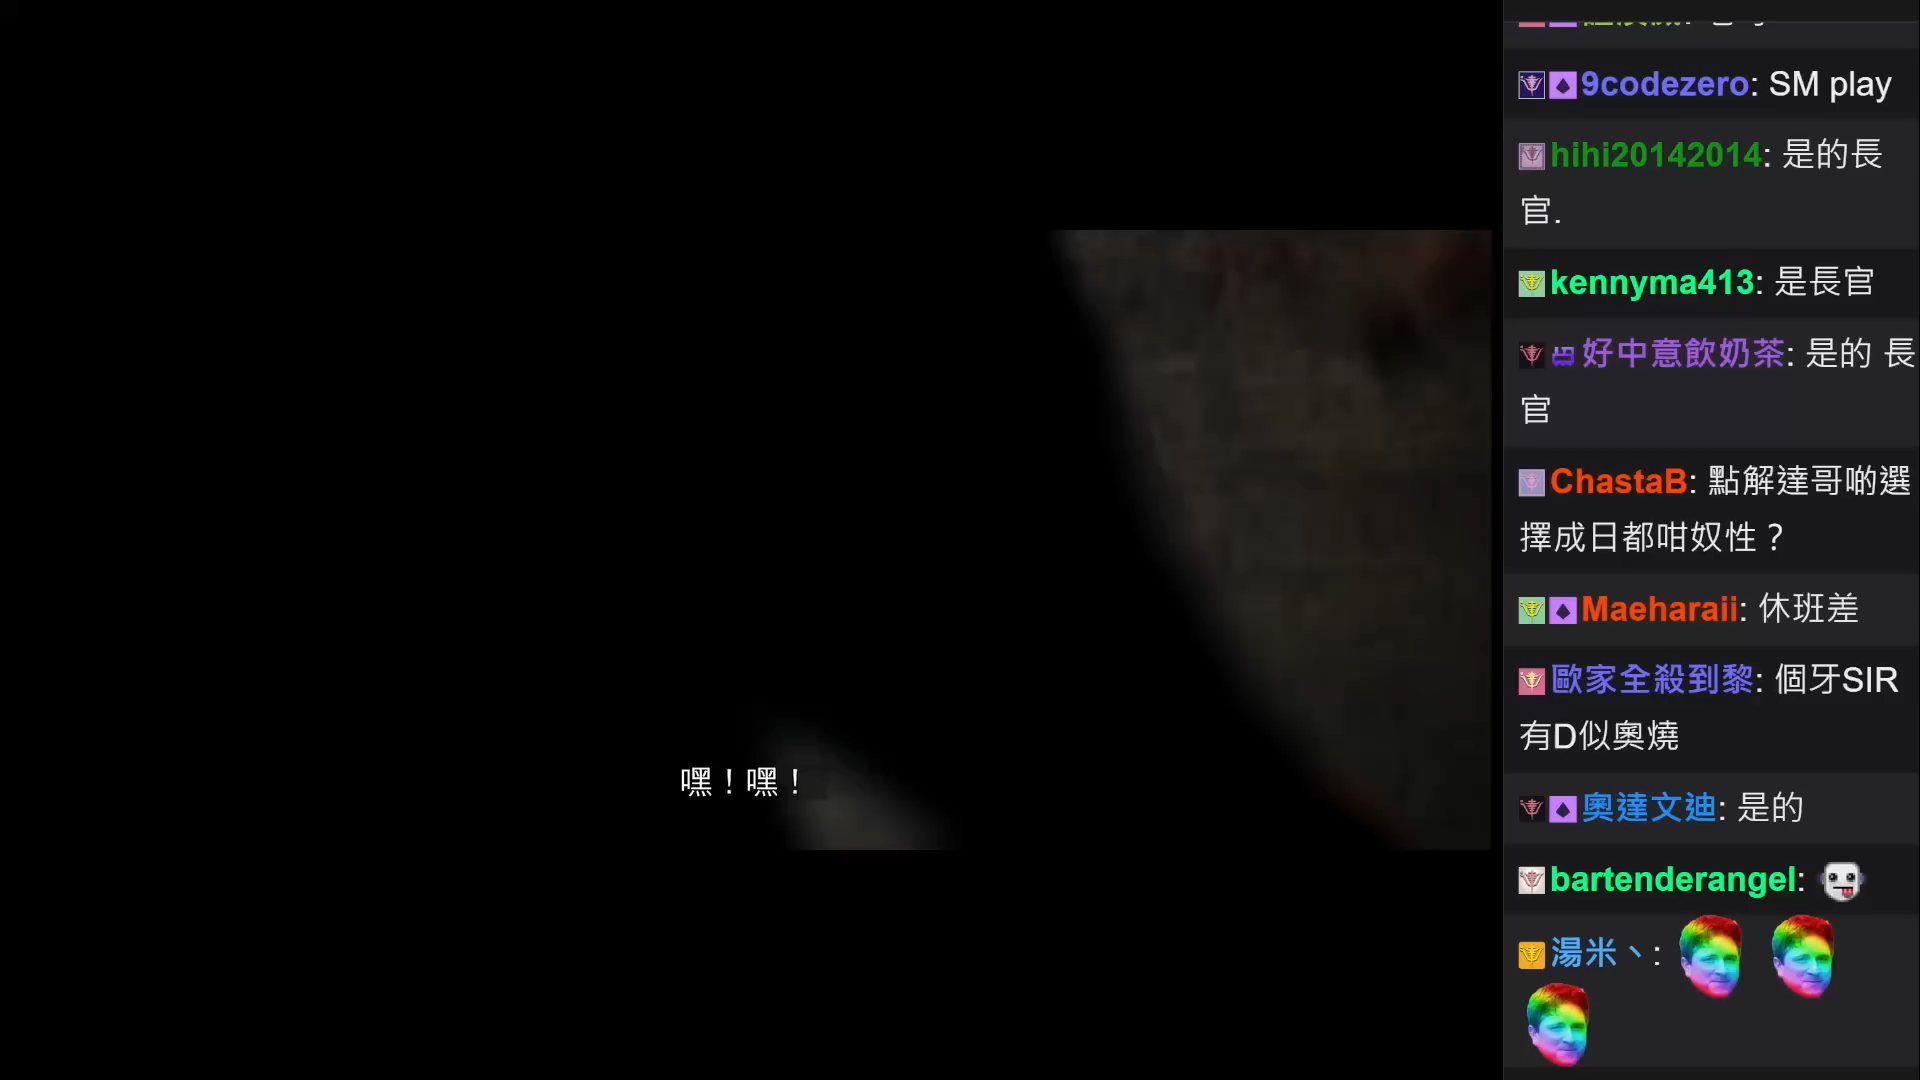 9codezero: SM play
hihi20142014: 是的長
官.
kennyma413: 是長官
好中意飲奶茶: 是的 長
官
ChastaB: 點解達哥啲選
擇成日都咁奴性？
Maeharaii: 休班差
歐家全殺到黎: 個牙SIR
有D似奧燒
奧達文迪: 是的
bartenderangel:
湯米丶:
嘿！嘿！